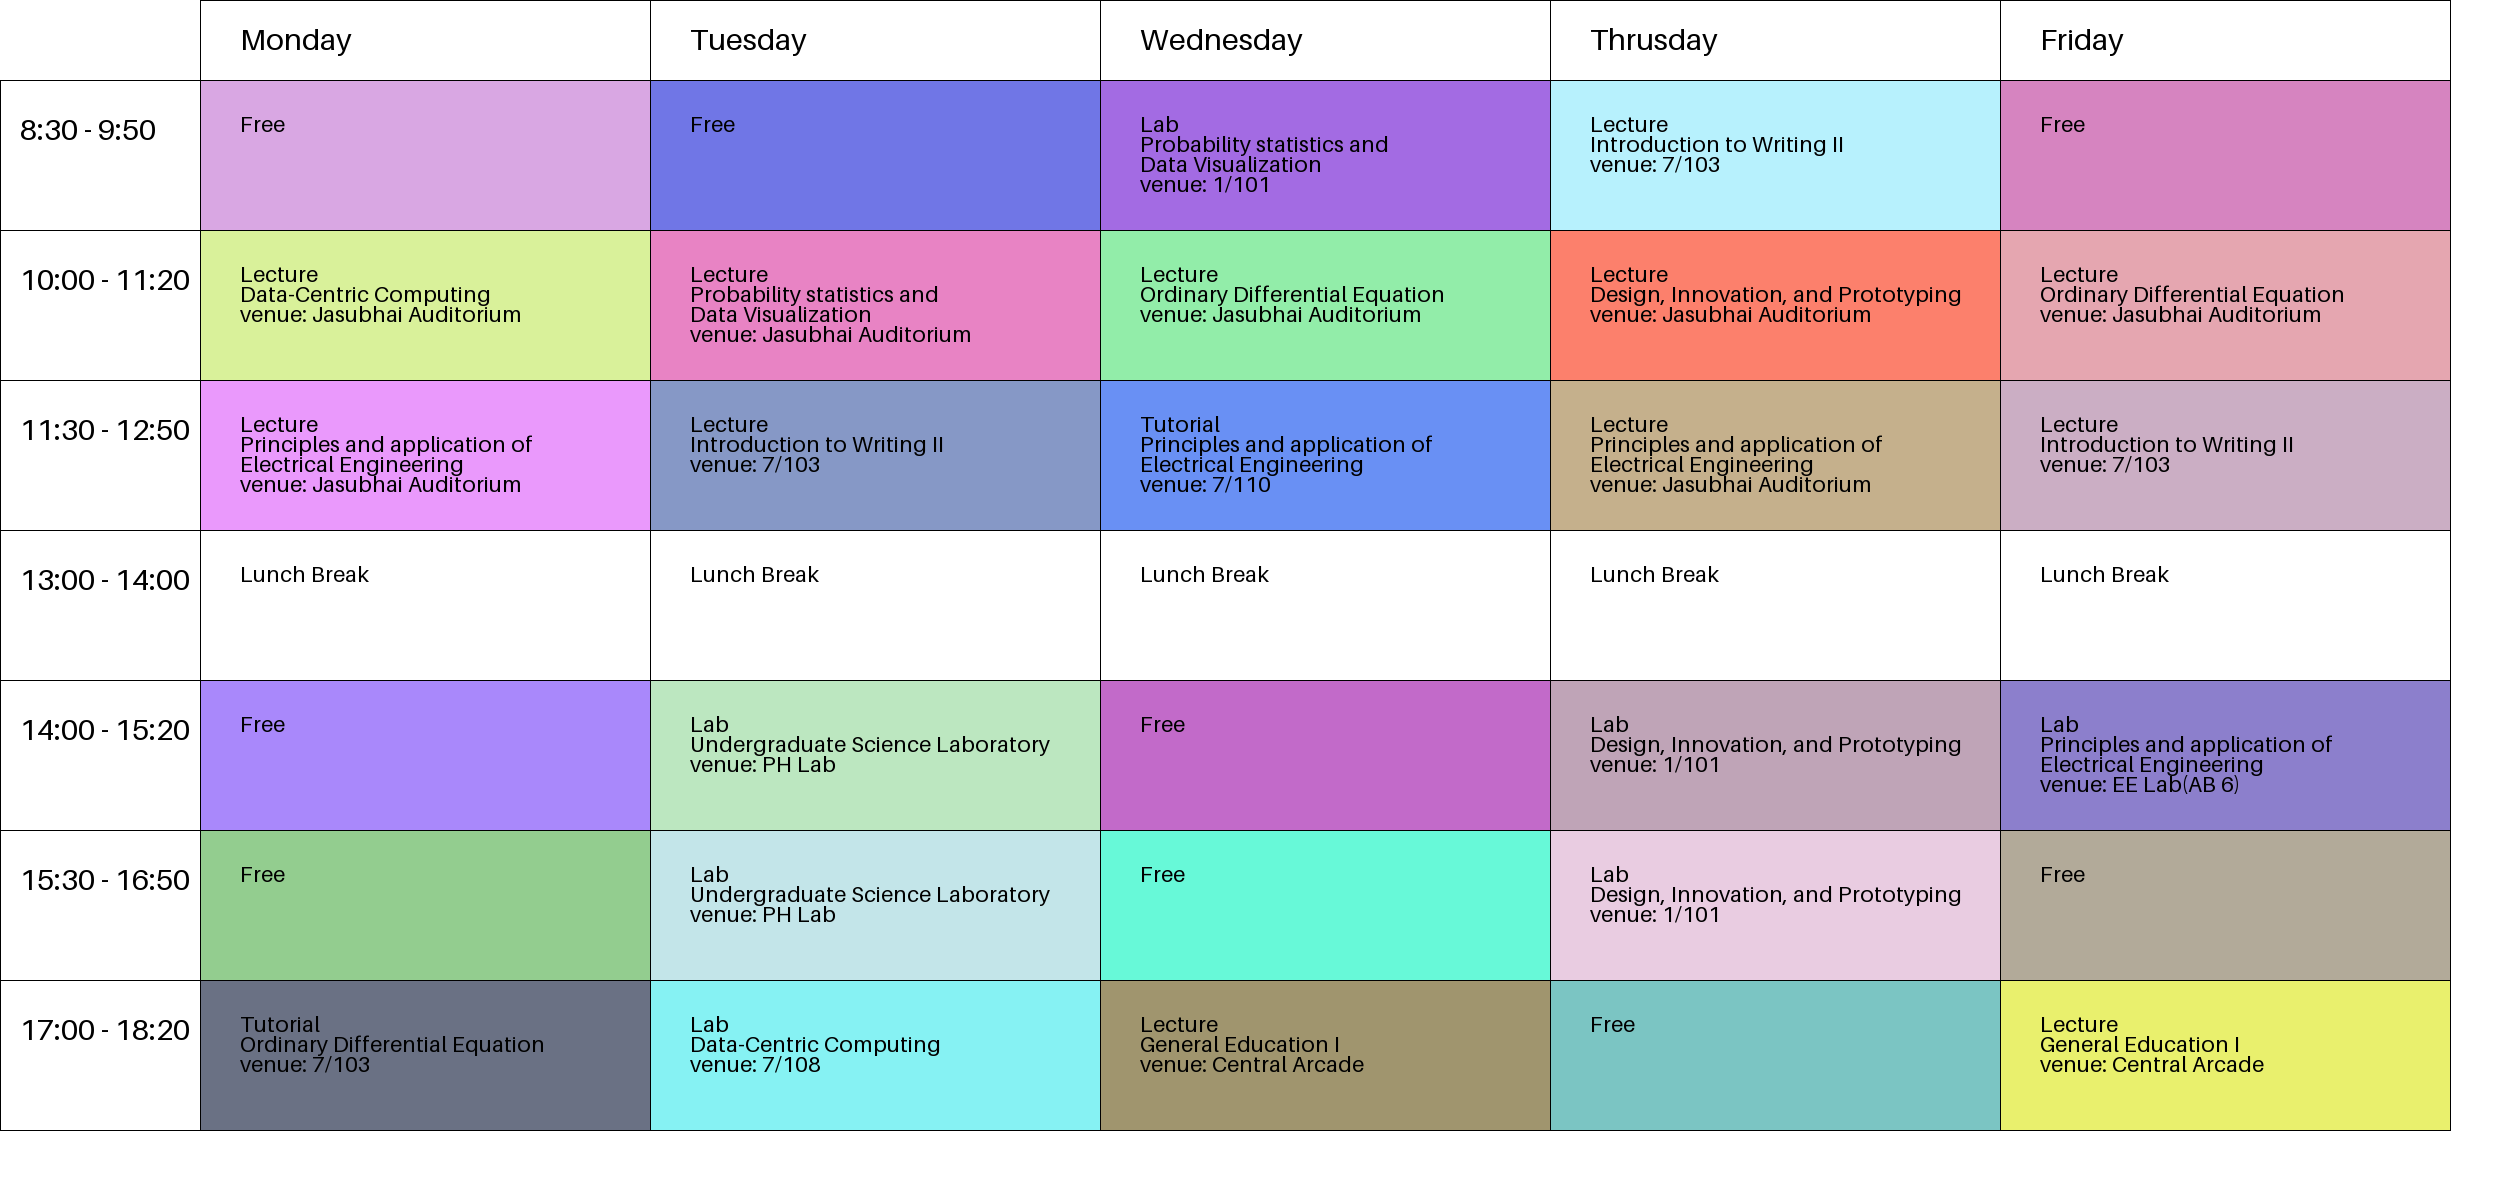 Monday
Tuesday
Wednesday
Thrusday
Friday
8:30 - 9:50
Free
Free
Lab
Probability statistics and
Data Visualization
venue: 1/101
Lecture
Introduction to Writing II
venue: 7/103
Free
10:00 - 11:20
Lecture
Data-Centric Computing
venue: Jasubhai Auditorium
Lecture
Probability statistics and
Data Visualization
venue: Jasubhai Auditorium
Lecture
Ordinary Differential Equation
venue: Jasubhai Auditorium
Lecture
Design, Innovation, and Prototyping
venue: Jasubhai Auditorium
Lecture
Ordinary Differential Equation
venue: Jasubhai Auditorium
11:30 - 12:50
Lecture
Principles and application of
Electrical Engineering
venue: Jasubhai Auditorium
Lecture
Introduction to Writing II
venue: 7/103
Tutorial
Principles and application of
Electrical Engineering
venue: 7/110
Lecture
Principles and application of
Electrical Engineering
venue: Jasubhai Auditorium
Lecture
Introduction to Writing II
venue: 7/103
13:00 - 14:00
Lunch Break
Lunch Break
Lunch Break
Lunch Break
Lunch Break
14:00 - 15:20
Free
Lab
Undergraduate Science Laboratory
venue: PH Lab
Free
Lab
Design, Innovation, and Prototyping
venue: 1/101
Lab
Principles and application of
Electrical Engineering
venue: EE Lab(AB 6)
15:30 - 16:50
Free
Lab
Undergraduate Science Laboratory
venue: PH Lab
Free
Lab
Design, Innovation, and Prototyping
venue: 1/101
Free
17:00 - 18:20
Tutorial
Ordinary Differential Equation
venue: 7/103
Lab
Data-Centric Computing
venue: 7/108
Lecture
General Education I
venue: Central Arcade
Free
Lecture
General Education I
venue: Central Arcade